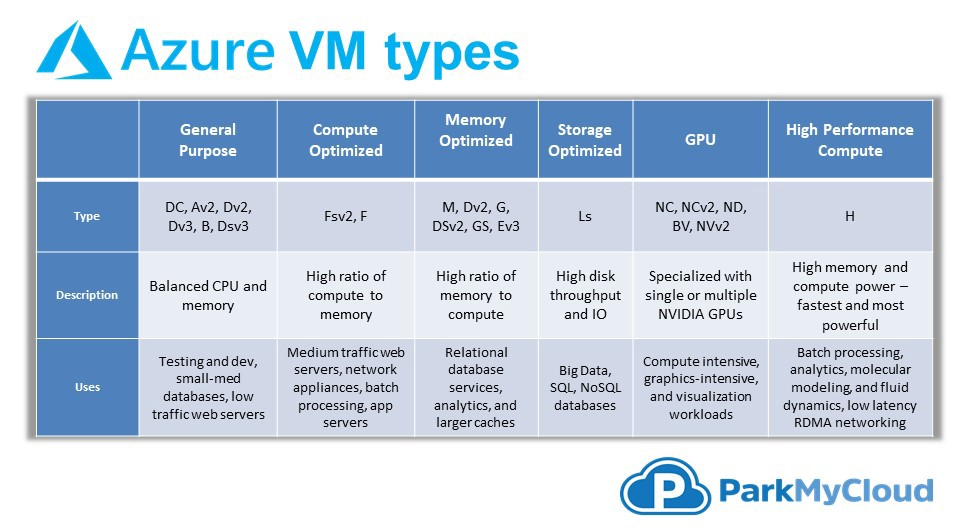 Azure VM types
General
Purpose
Compute
Optimized
Memory
Optimized
Storage
Optimized
GPU
High Performance
Compute
Type
DC, Av2, Dv2,
Dv3, B, Dsv3
Fsv2, F
M, Dv2, G,
DSv2, GS, Ev3
Ls
NC, NCv2, ND,
BV, NVv2
H
Description
Balanced CPU and
memory
High ratio of
compute to
memory
High ratio of
memory to
compute
High disk
throughput
and IO
Specialized with
single or multiple
NVIDIA GPUs
High memory and
compute power –
fastest and most
powerful
Uses
Testing and dev,
small-med
databases, low
traffic web servers
Medium traffic web
servers, network
appliances, batch
processing, app
servers
Relational
database
services,
analytics, and
larger caches
Big Data,
SQL, NoSQL
databases
Compute intensive,
graphics-intensive,
and visualization
workloads
Batch processing,
analytics, molecular
modeling, and fluid
dynamics, low latency
RDMA networking
P ParkMyCloud